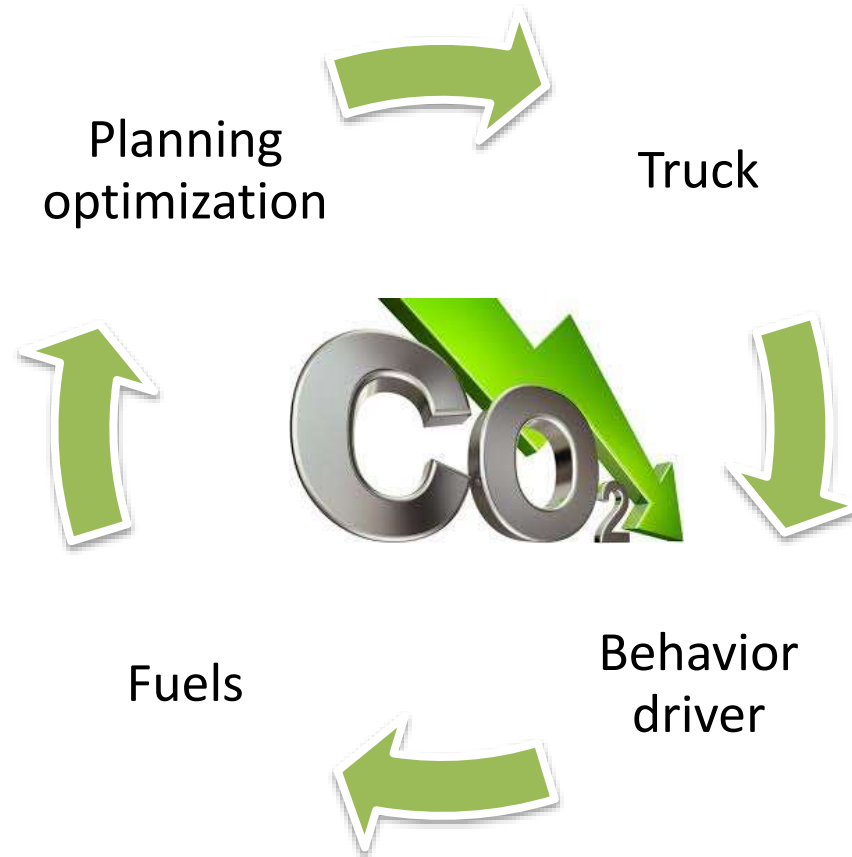 Planning
optimization
Truck
CO₂
Fuels
Behavior
driver